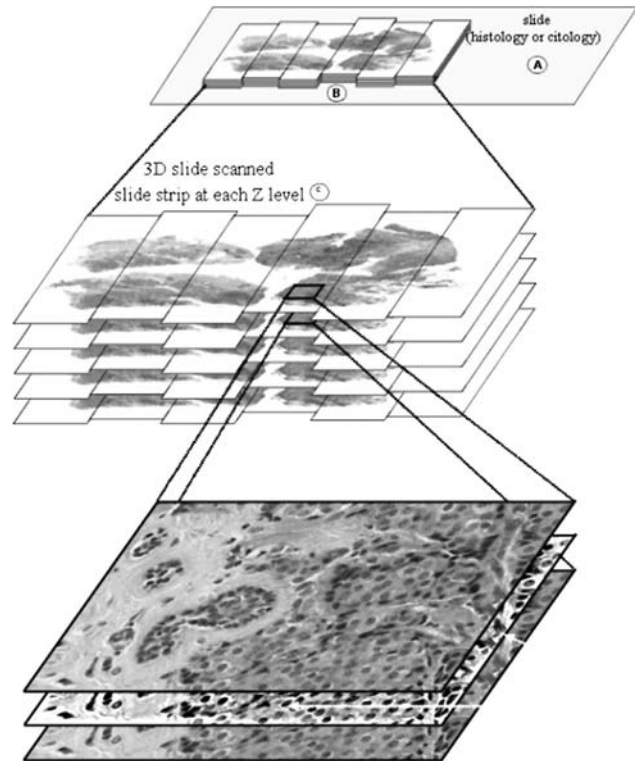 slide
(histology or citology)
A
B
3D slide scanned
slide strip at each Z level c